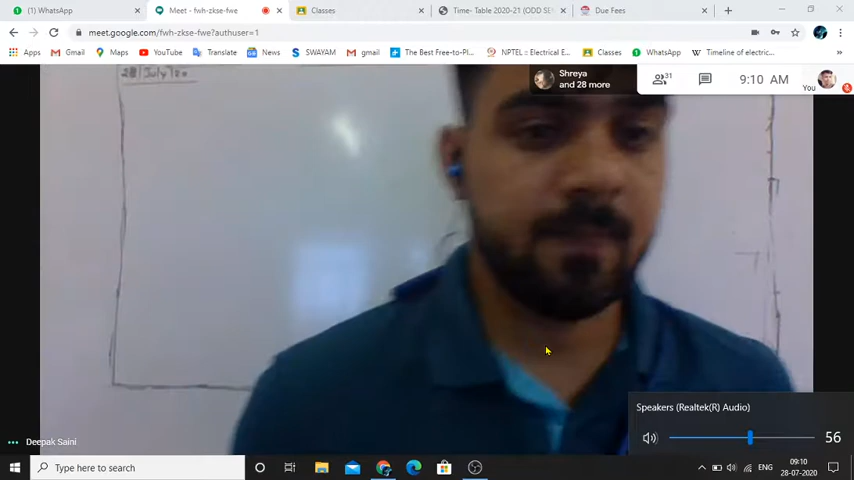 (1) WhatsApp
Meet - fwh-zkse-fwe
Classes
Time- Table 2020-21 (ODD SE
Due Fees
meet.google.com/fwh-zkse-fwe?authuser=1
Apps
Gmail
Maps
YouTube
Translate
News
SWAYAM
gmail
The Best Free-to-Pl...
NPTEL :: Electrical E...
Classes
WhatsApp
Timeline of electric...
28 July 20
Shreya
and 28 more
31
9:10 AM
You
Speakers (Realtek(R) Audio)
56
Deepak Saini
Type here to search
ENG
09:10
28-07-2020